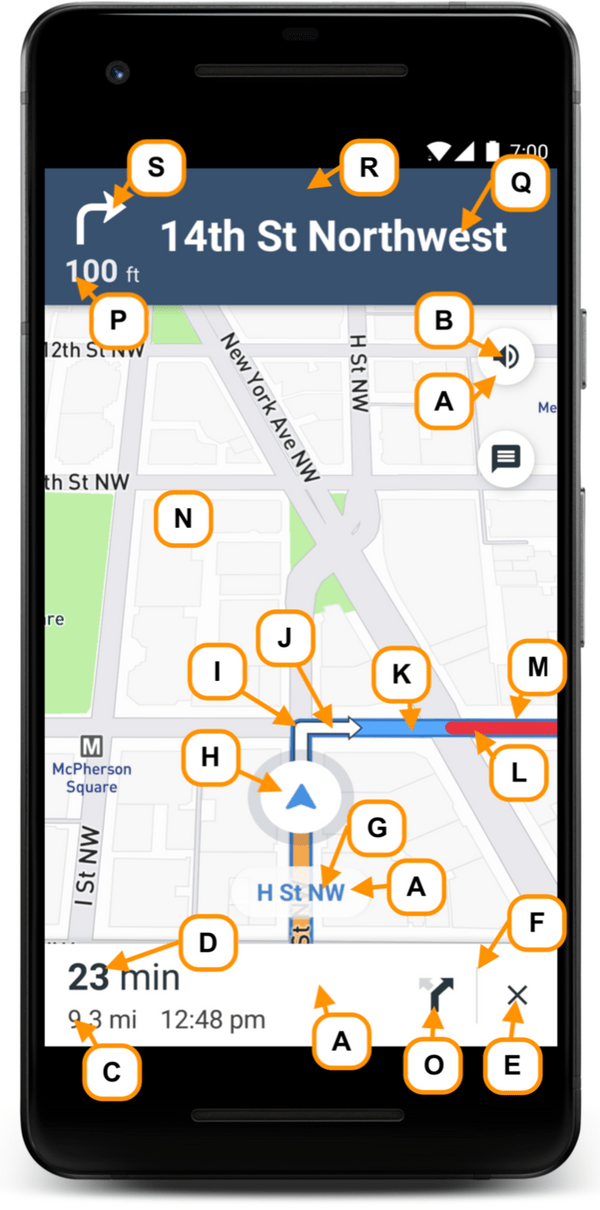 7:00
S
R
Q
14th St Northwest
100 ft
P
B
12th St NW
New York Ave NW
H St NW
A
Me
th St NW
N
re
J
I
K
M
M
McPherson
Square
H
L
G
I St NW
H St NW
A
St N
F
D
23 min
9.3 mi 12:48 pm
A
O
E
C